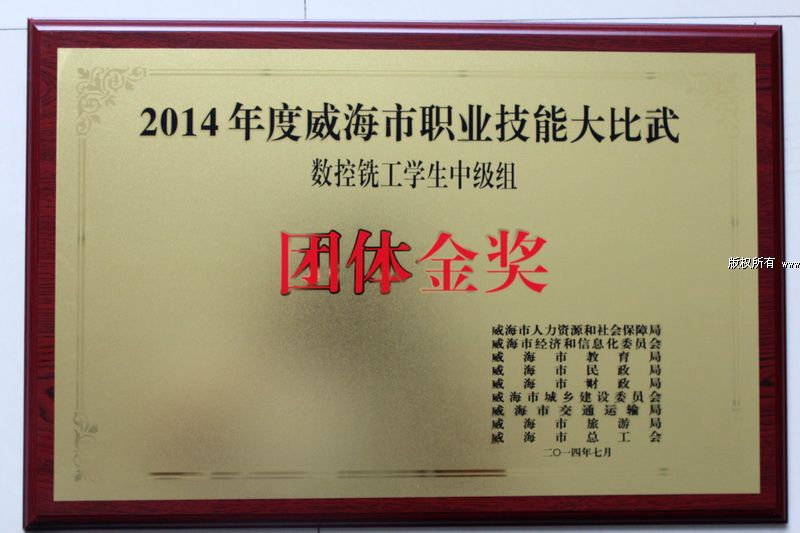 2014年度威海市职业技能大比武
数控铣工学生中级组
团体金奖
版权所有 www
威海市人力资源和社会保障局
威海市经济和信息化委员会
威海市教育局
威海市民政局
威海市财政局
威海市城乡建设委员会
威海市交通运输局
威海市旅游局
威海市总工会
二〇一四年七月